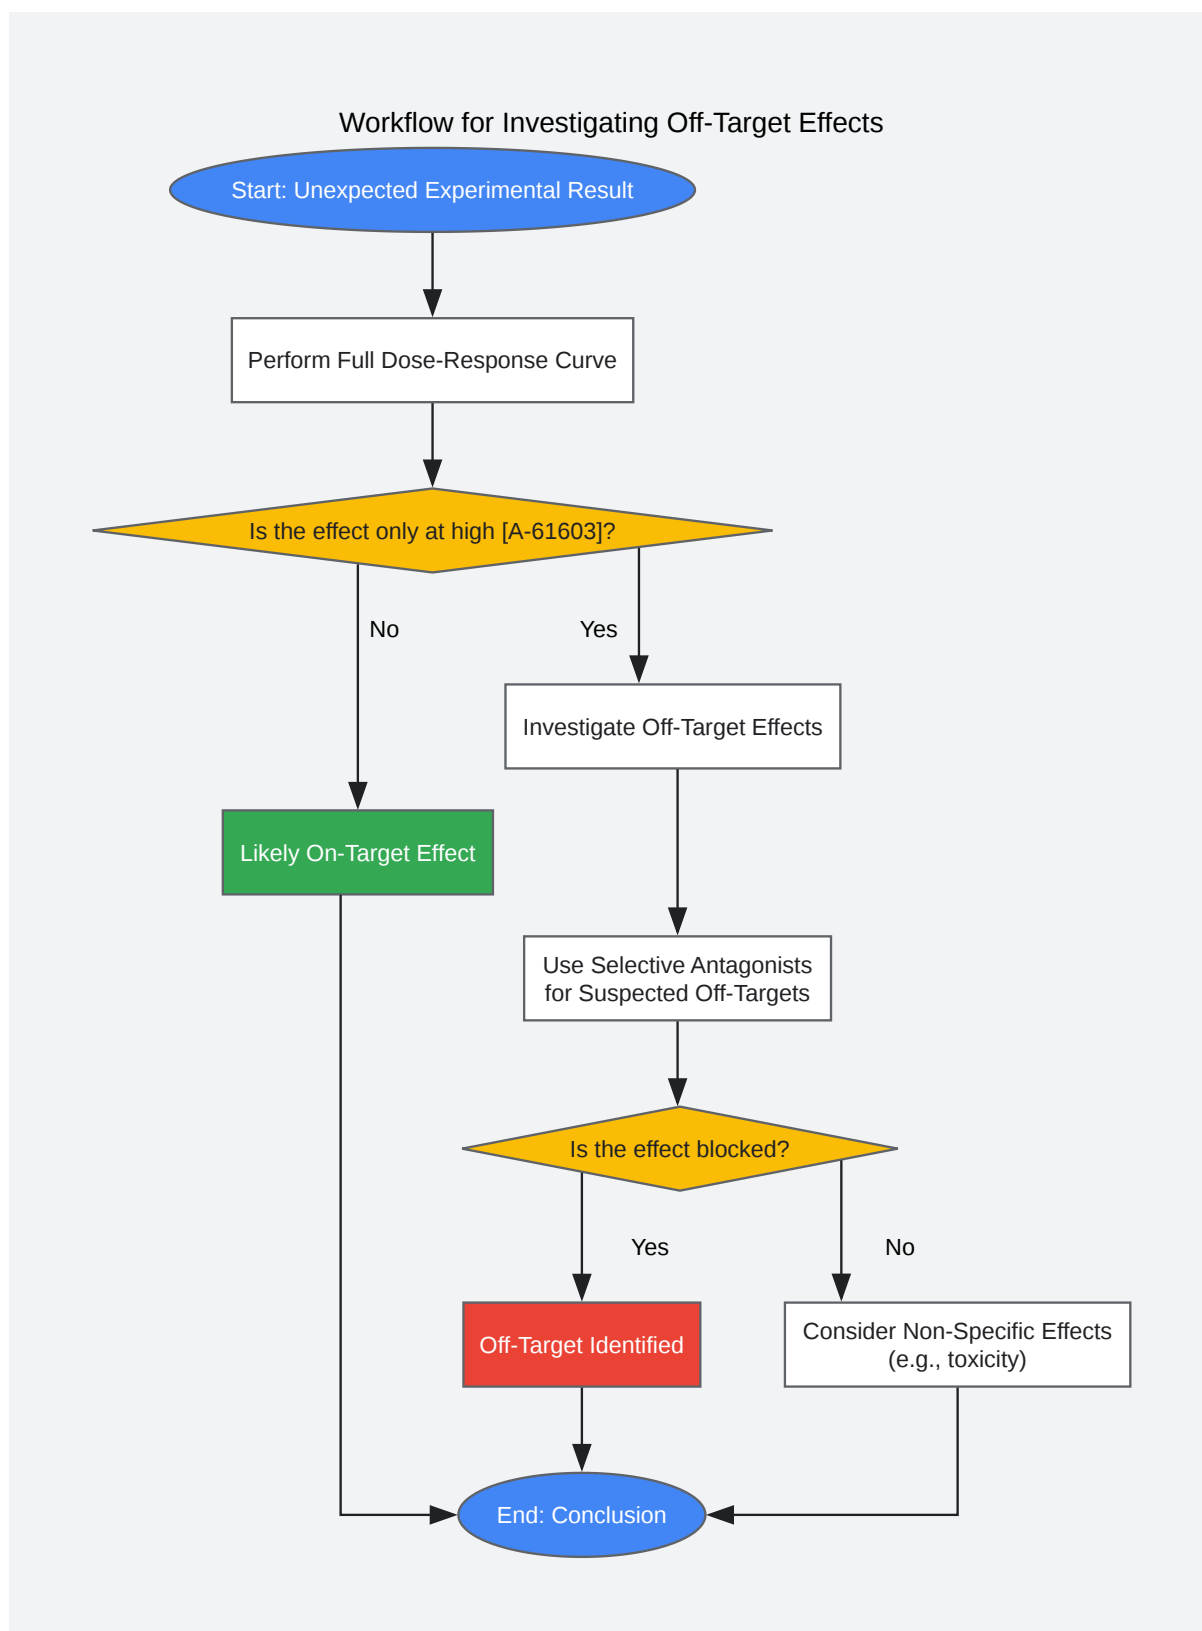 Workflow for Investigating Off-Target Effects
Start: Unexpected Experimental Result
Perform Full Dose-Response Curve
Is the effect only at high [A-61603]?
No
Yes
Investigate Off-Target Effects
Likely On-Target Effect
Use Selective Antagonists
for Suspected Off-Targets
Is the effect blocked?
Yes
No
Off-Target Identified
Consider Non-Specific Effects
(e.g., toxicity)
End: Conclusion